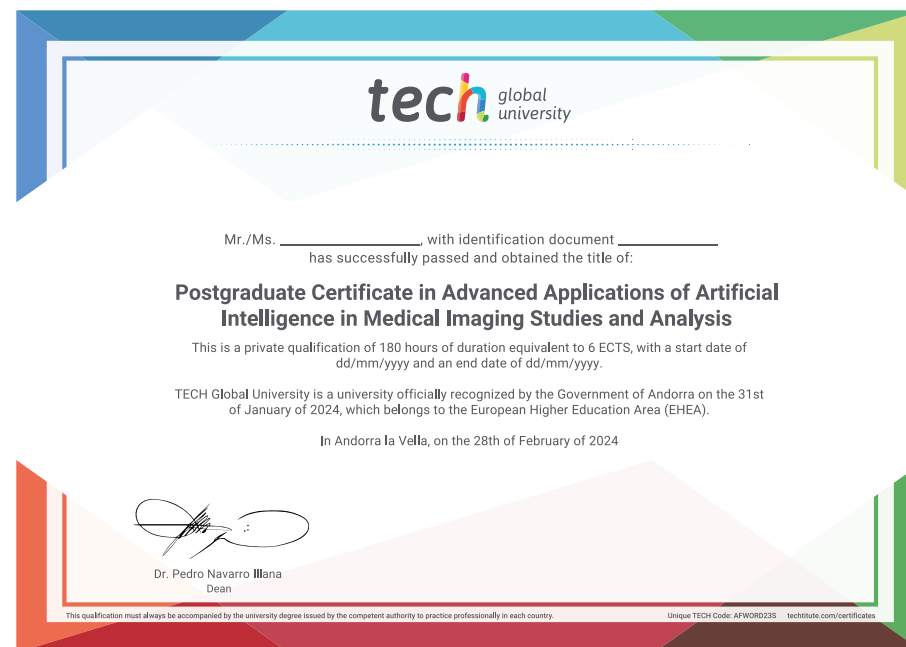 tech global
university
Mr./Ms. ____________, with identification document ____________
has successfully passed and obtained the title of:
Postgraduate Certificate in Advanced Applications of Artificial
Intelligence in Medical Imaging Studies and Analysis
This is a private qualification of 180 hours of duration equivalent to 6 ECTS, with a start date of
dd/mm/yyyy and an end date of dd/mm/yyyy.
TECH Global University is a university officially recognized by the Government of Andorra on the 31st
of January of 2024, which belongs to the European Higher Education Area (EHEA).
In Andorra la Vella, on the 28th of February of 2024
Dr. Pedro Navarro Illana
Dean
This qualification must always be accompanied by the university degree issued by the competent authority to practice professionally in each country.
Unique TECH Code: AFWORD23S techtitute.com/certificates